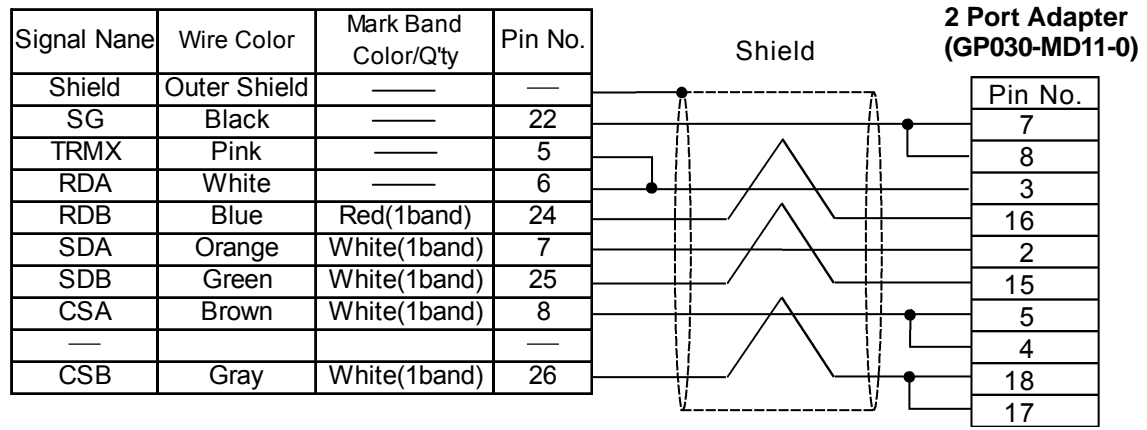 2 Port Adapter
(GP030-MD11-0)
Signal Nane Wire Color Mark Band Color/Q'ty Pin No.
Shield
Pin No.
Shield Outer Shield —— —
SG Black —— 22
TRMX Pink —— 5
RDA White —— 6
RDB Blue Red(1band) 24
SDA Orange White(1band) 7
SDB Green White(1band) 25
CSA Brown White(1band) 8
— —
CSB Gray White(1band) 26
7
8
3
16
2
15
5
4
18
17